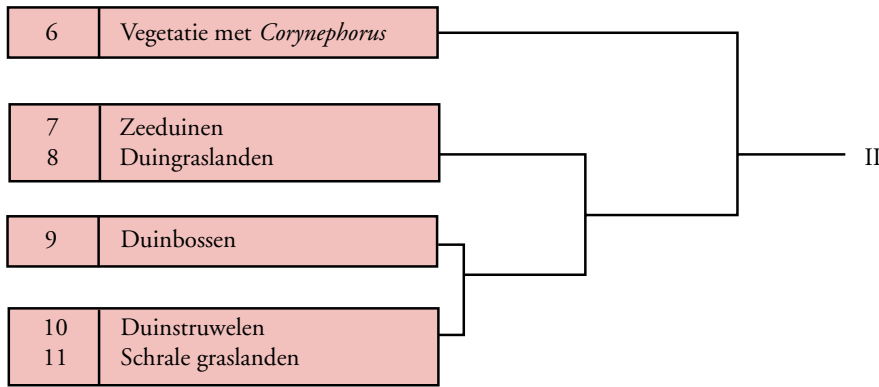 6 Vegetatie met Corynephorus
7 Zeeduinen
8 Duingraslanden
II
9 Duinbossen
10 Duinstruwelen
11 Schrale graslanden